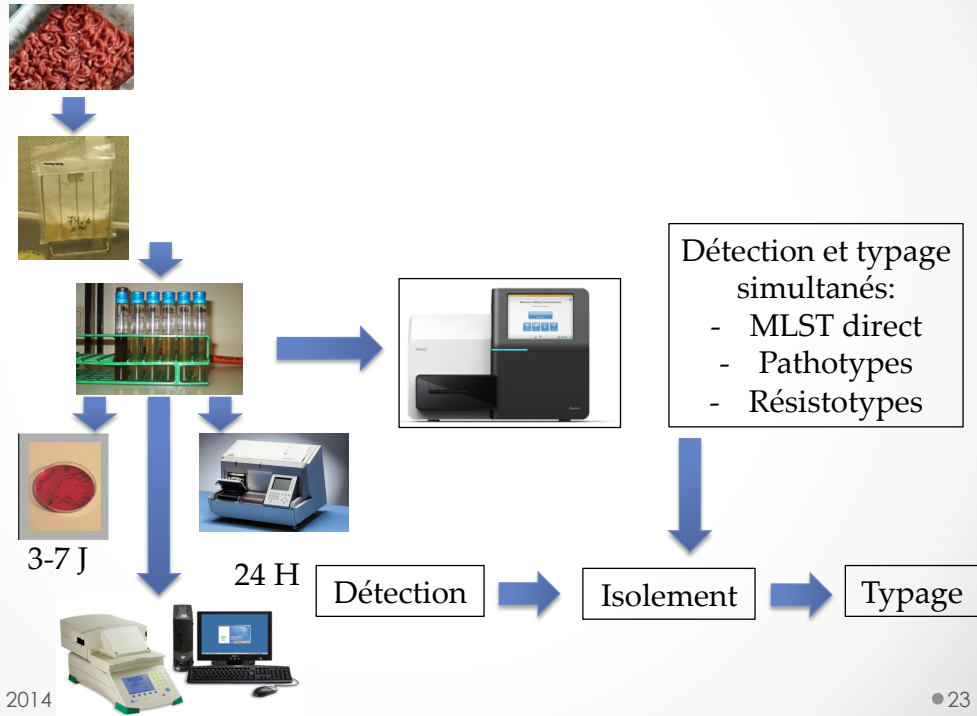 Détection et typage
simultanés:
- MLST direct
- Pathotypes
- Résistotypes
3-7 J
24 H
Détection
Isolement
Typage
2014
23